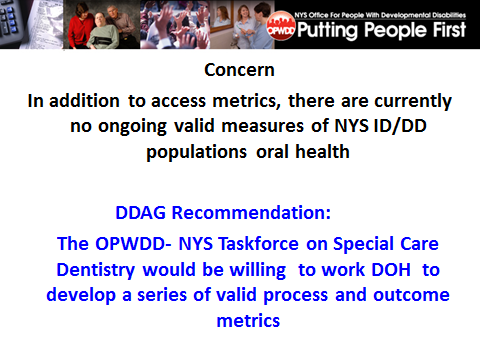 NYS Office For People With Developmental Disabilities
OPWDD
Putting People First
Concern
In addition to access metrics, there are currently
no ongoing valid measures of NYS ID/DD
populations oral health
DDAG Recommendation:
The OPWDD- NYS Taskforce on Special Care
Dentistry would be willing to work DOH to
develop a series of valid process and outcome
metrics